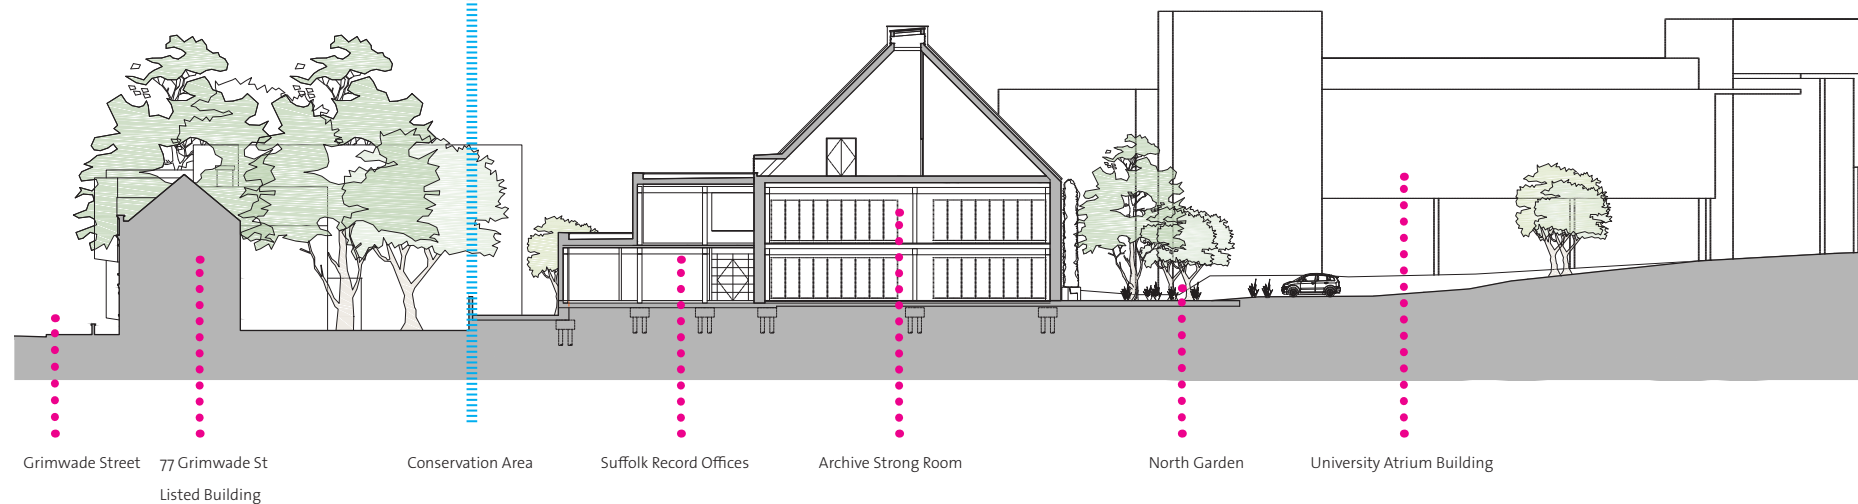 Grimwade Street
77 Grimwade St
Listed Building
Conservation Area
Suffolk Record Offices
Archive Strong Room
North Garden
University Atrium Building